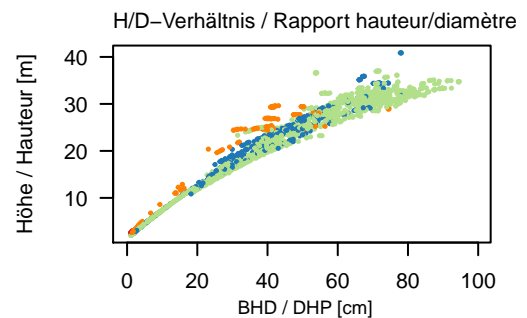 H/D−Verhältnis / Rapport hauteur/diamètre
Höhe / Hauteur [m]
40
30
20
10
0 20 40 60 80 100
BHD / DHP [cm]